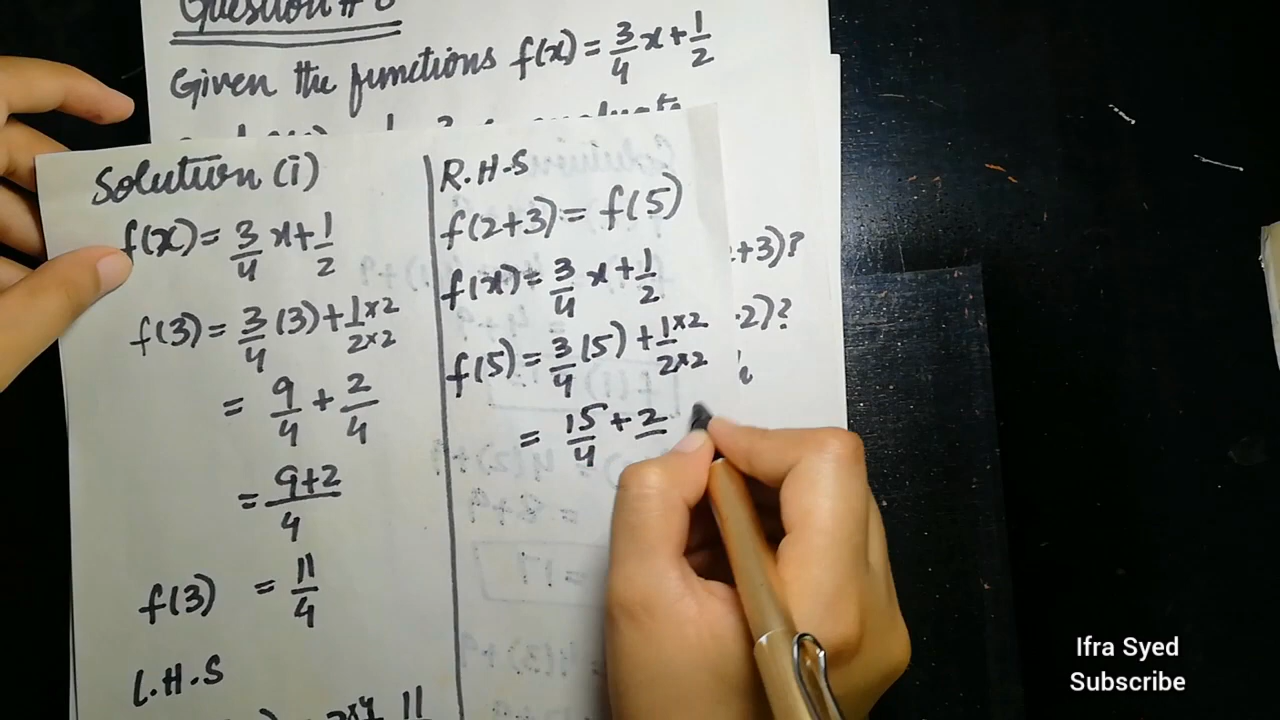 Question # 8
Given the functions f(x) = 3/4 x + 1/2
Solution (i)
f(x) = 3/4 x + 1/2
f(3) = 3/4 (3) + 1×2/2×2
= 9/4 + 2/4
= 9+2/4
f(3) = 11/4
L.H.S
R.H.S
f(2+3) = f(5)
f(x) = 3/4 x + 1/2
f(5) = 3/4 (5) + 1×2/2×2
= 15/4 + 2
+3)?
2)?
Ifra Syed
Subscribe